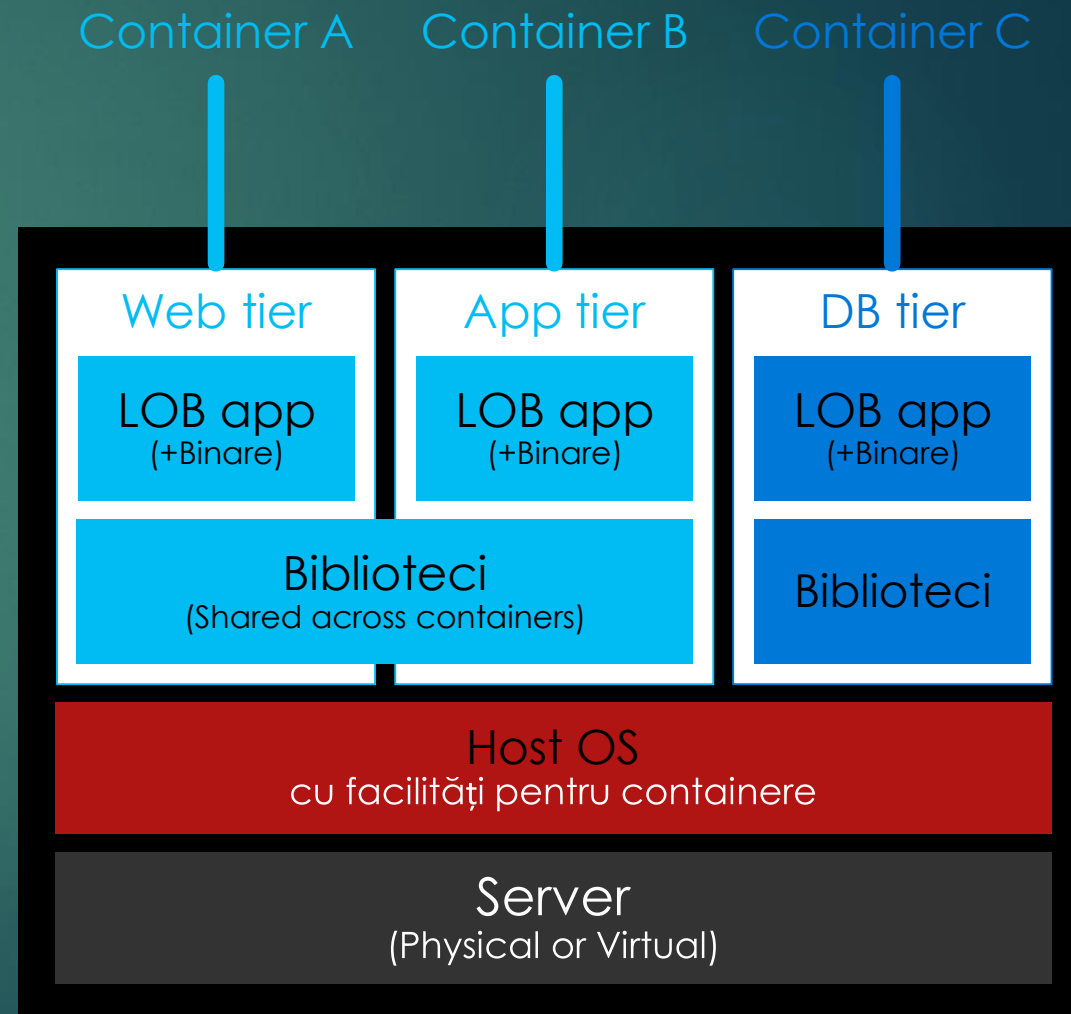 Container A
Container B
Container C
Web tier
App tier
DB tier
LOB app
(+Binare)
LOB app
(+Binare)
LOB app
(+Binare)
Biblioteci
(Shared across containers)
Biblioteci
Host OS
cu facilități pentru containere
Server
(Physical or Virtual)